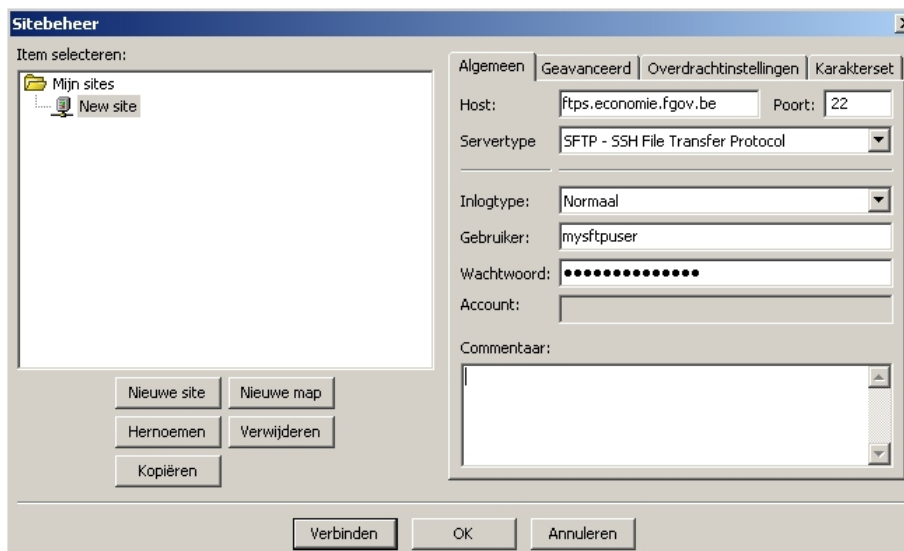 Sitebeheer
Item selecteren:
Mijn sites
New site
Nieuwe site
Nieuwe map
Hernoemen
Verwijderen
Kopiëren
Algemeen
Geavanceerd
Overdrachtinstellingen
Karakterset
Host: ftps.economie.fgov.be Poort: 22
Servertype SFTP - SSH File Transfer Protocol
Inlogtype: Normaal
Gebruiker: mysftpuser
Wachtwoord: ●●●●●●●●●●●●●●
Account:
Commentaar:
Verbinden
OK
Annuleren